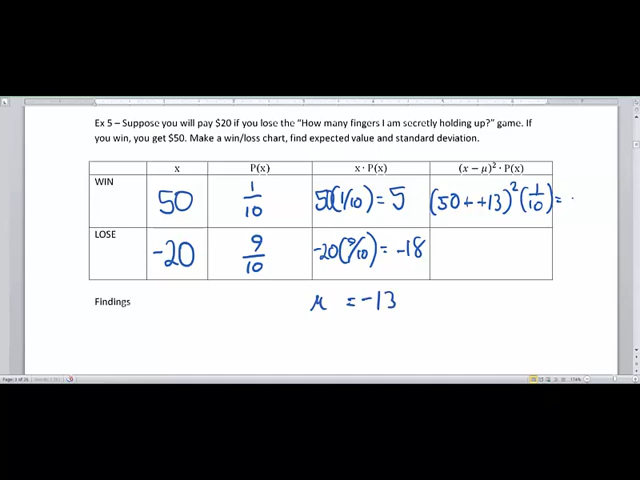 Ex 5 – Suppose you will pay $20 if you lose the "How many fingers I am secretly holding up?" game. If
you win, you get $50. Make a win/loss chart, find expected value and standard deviation.
x P(x) x · P(x) (x − μ)² · P(x)
WIN 50 1/10 50(1/10) = 5 (50 + +13)² (1/10) =
LOSE -20 9/10 -20(9/10) = -18
Findings μ = -13